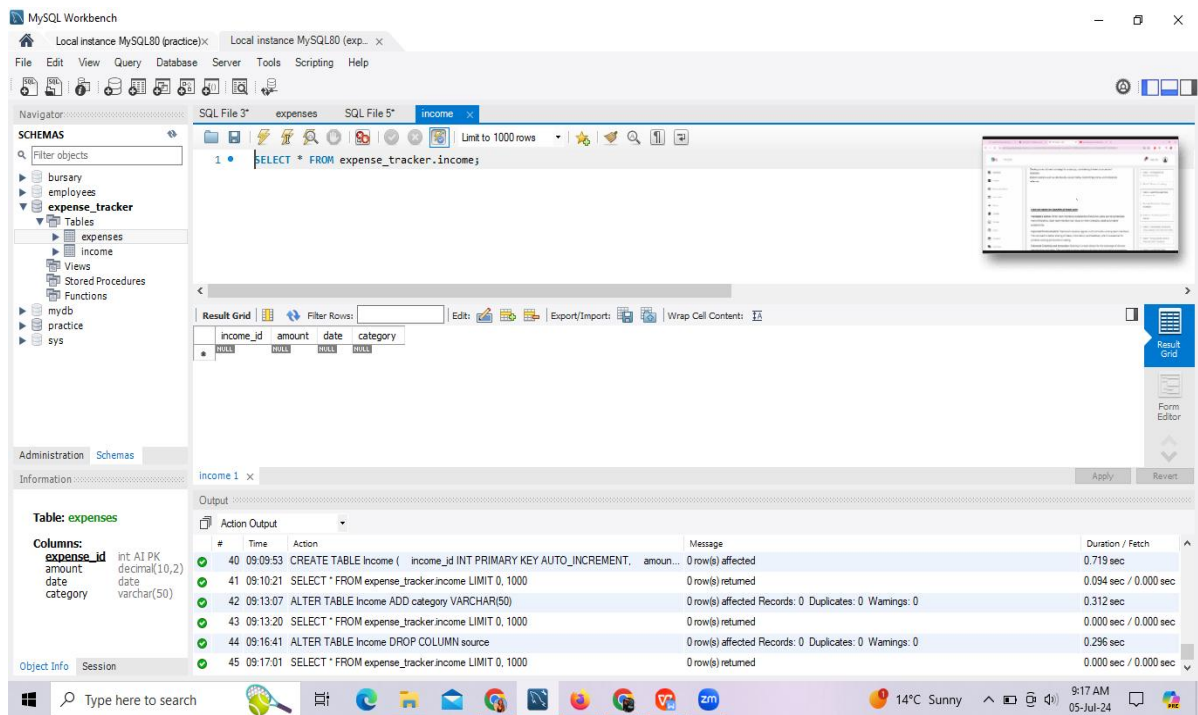 MySQL Workbench
Local instance MySQL80 (practice) × Local instance MySQL80 (exp... ×
File Edit View Query Database Server Tools Scripting Help
Navigator
SQL File 3* expenses SQL File 5* income ×
SCHEMAS
Limit to 1000 rows
Filter objects
1 SELECT * FROM expense_tracker.income;
bursary
employees
expense_tracker
Tables
expenses
income
Views
Stored Procedures
Functions
mydb
practice
sys
Result Grid Filter Rows: Edit: Export/Import: Wrap Cell Content:
income_id amount date category
NULL NULL NULL NULL
Result Grid
Form Editor
Administration Schemas
income 1 ×
Apply Revert
Information
Output
Table: expenses
Columns:
expense_id int AI PK
amount decimal(10,2)
date date
category varchar(50)
Action Output
# Time Action Message Duration / Fetch
40 09:09:53 CREATE TABLE Income ( income_id INT PRIMARY KEY AUTO_INCREMENT, amoun... 0 row(s) affected 0.719 sec
41 09:10:21 SELECT * FROM expense_tracker.income LIMIT 0, 1000 0 row(s) returned 0.094 sec / 0.000 sec
42 09:13:07 ALTER TABLE Income ADD category VARCHAR(50) 0 row(s) affected Records: 0 Duplicates: 0 Warnings: 0 0.312 sec
43 09:13:20 SELECT * FROM expense_tracker.income LIMIT 0, 1000 0 row(s) returned 0.000 sec / 0.000 sec
44 09:16:41 ALTER TABLE Income DROP COLUMN source 0 row(s) affected Records: 0 Duplicates: 0 Warnings: 0 0.296 sec
45 09:17:01 SELECT * FROM expense_tracker.income LIMIT 0, 1000 0 row(s) returned 0.000 sec / 0.000 sec
Object Info Session
Type here to search
zm
14°C Sunny
9:17 AM
05-Jul-24